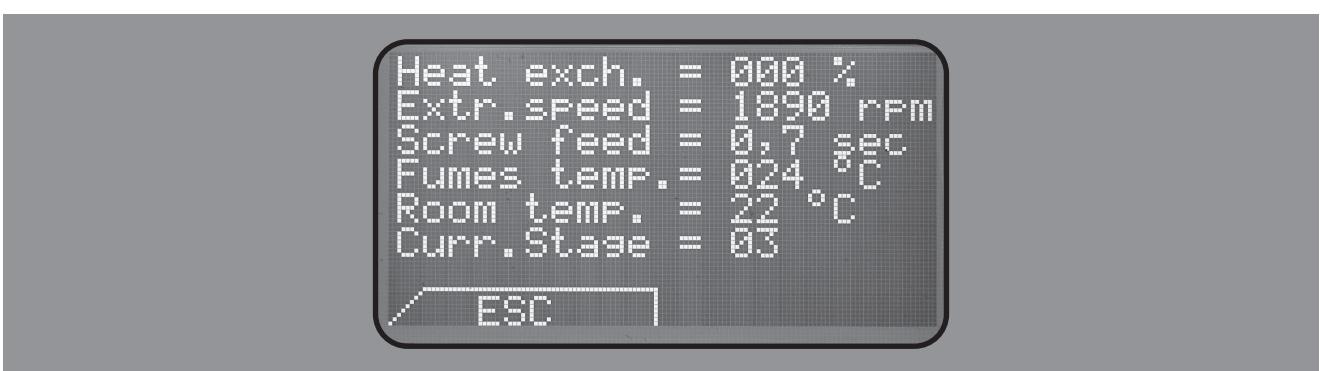 Heat exch. = 000 %
Extr.speed = 1890 rpm
Screw feed = 0,7 sec
Fumes temp.= 024 °C
Room temp. = 22 °C
Curr.Stage = 03
ESC